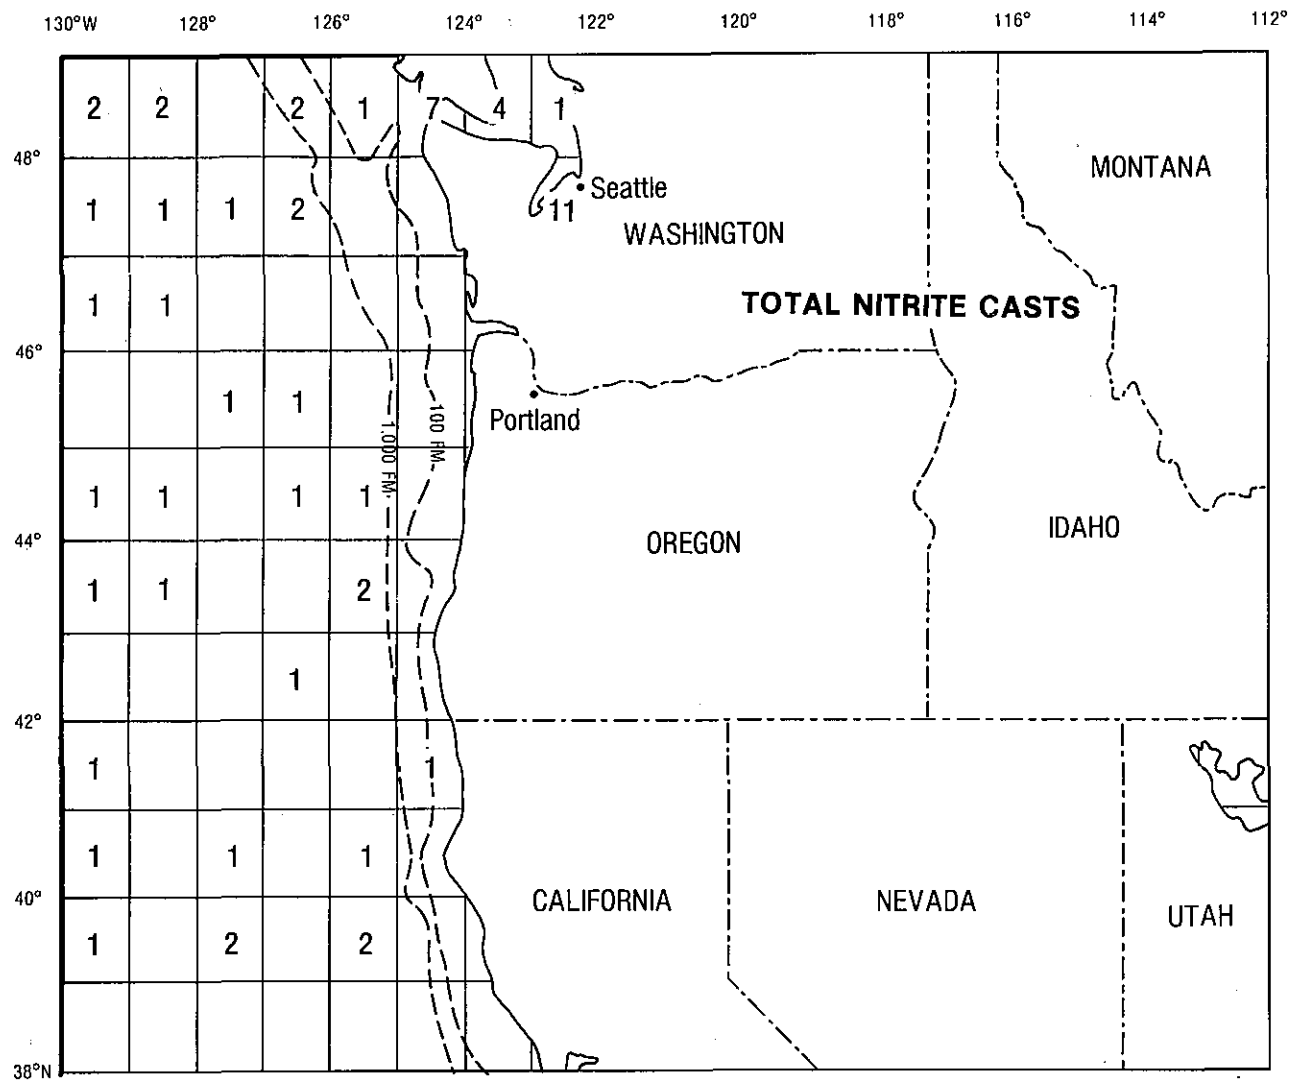 130°W 128° 126° 124° 122° 120° 118° 116° 114° 112°
2 2 2 1 7 4 1
48°
MONTANA
Seattle
1 1 1 2 11
WASHINGTON
TOTAL NITRITE CASTS
1 1
46°
1 1
100 FM
Portland
1,000 FM
1 1 1 1
OREGON
IDAHO
44°
1 1 2
1
42°
1 1
1 1 1
40°
CALIFORNIA
NEVADA
UTAH
1 2 2
38°N